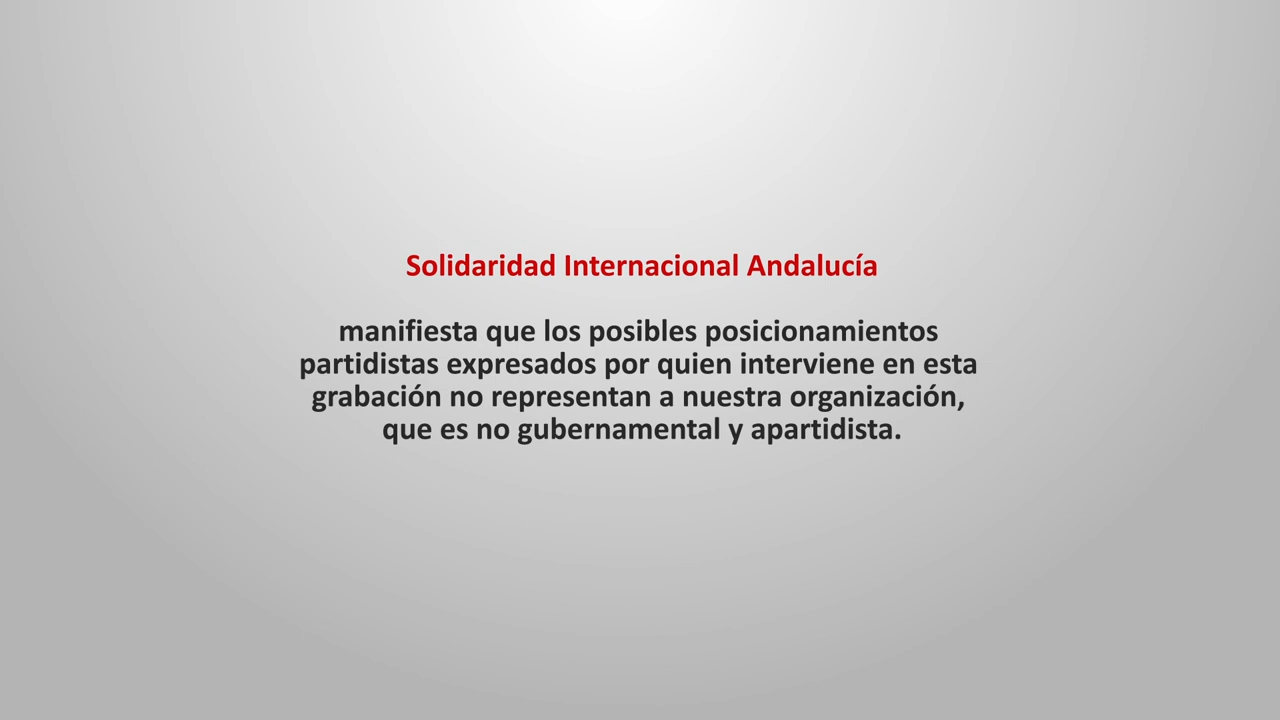 Solidaridad Internacional Andalucía
manifiesta que los posibles posicionamientos
partidistas expresados por quien interviene en esta
grabación no representan a nuestra organización,
que es no gubernamental y apartidista.